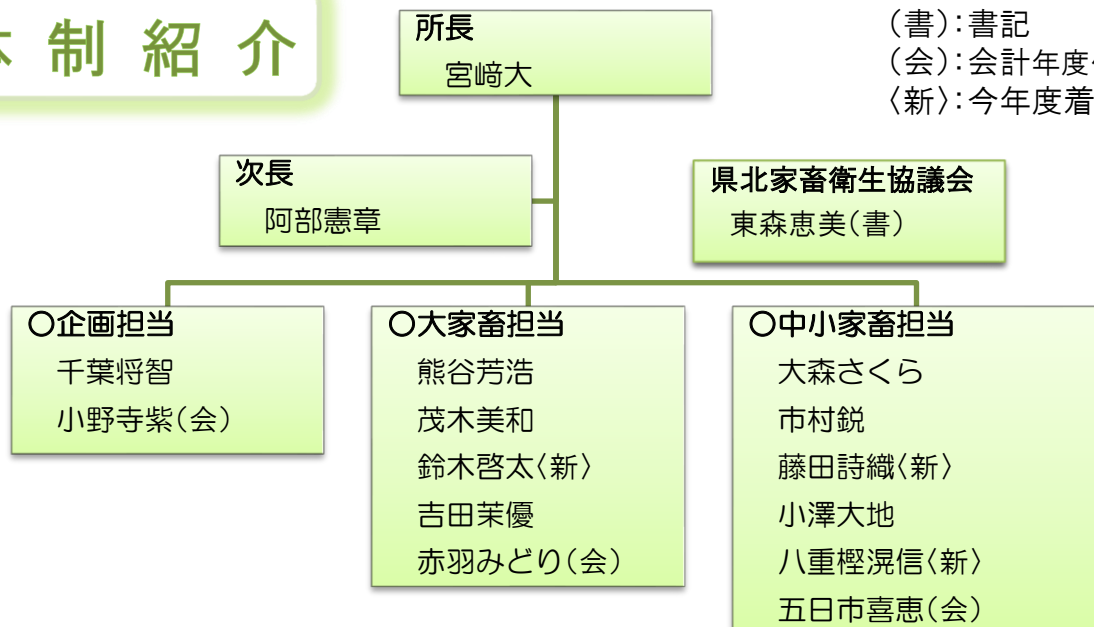 制 紹 介
(書):書記
(会):会計年度
〈新〉:今年度着
所長
宮﨑大
次長
阿部憲章
県北家畜衛生協議会
東森恵美(書)
〇企画担当
千葉将智
小野寺紫(会)
〇大家畜担当
熊谷芳浩
茂木美和
鈴木啓太〈新〉
吉田茉優
赤羽みどり(会)
〇中小家畜担当
大森さくら
市村鋭
藤田詩織〈新〉
小澤大地
八重樫滉信〈新〉
五日市喜恵(会)